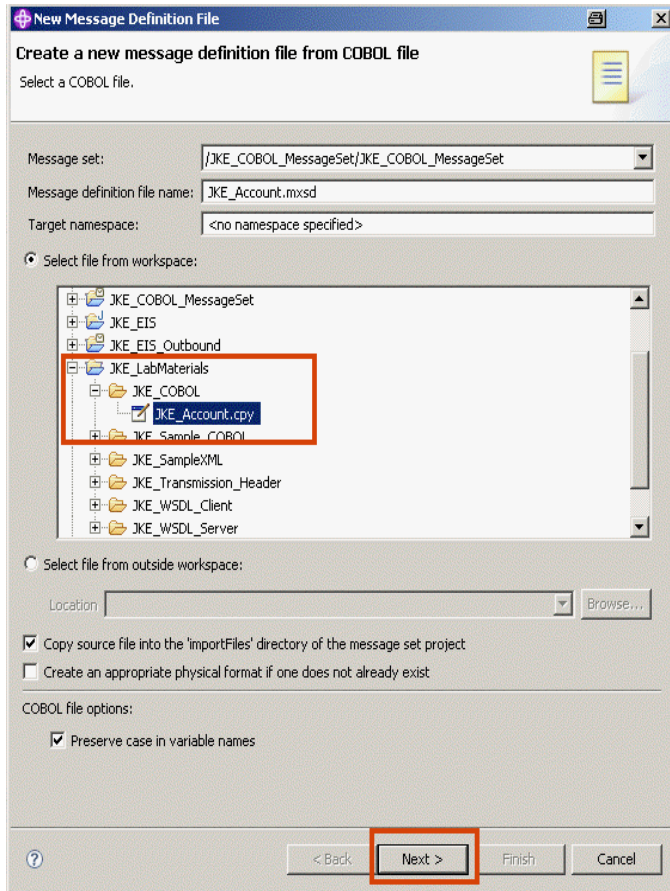 New Message Definition File
Create a new message definition file from COBOL file
Select a COBOL file.
Message set: /JKE_COBOL_MessageSet/JKE_COBOL_MessageSet
Message definition file name: JKE_Account.mxsd
Target namespace: <no namespace specified>
Select file from workspace:
JKE_COBOL_MessageSet
JKE_EIS
JKE_EIS_Outbound
JKE_LabMaterials
JKE_COBOL
JKE_Account.cpy
JKE_Sample_COBOL
JKE_SampleXML
JKE_Transmission_Header
JKE_WSDL_Client
JKE_WSDL_Server
Select file from outside workspace:
Location Browse...
Copy source file into the 'importFiles' directory of the message set project
Create an appropriate physical format if one does not already exist
COBOL file options:
Preserve case in variable names
? < Back Next > Finish Cancel